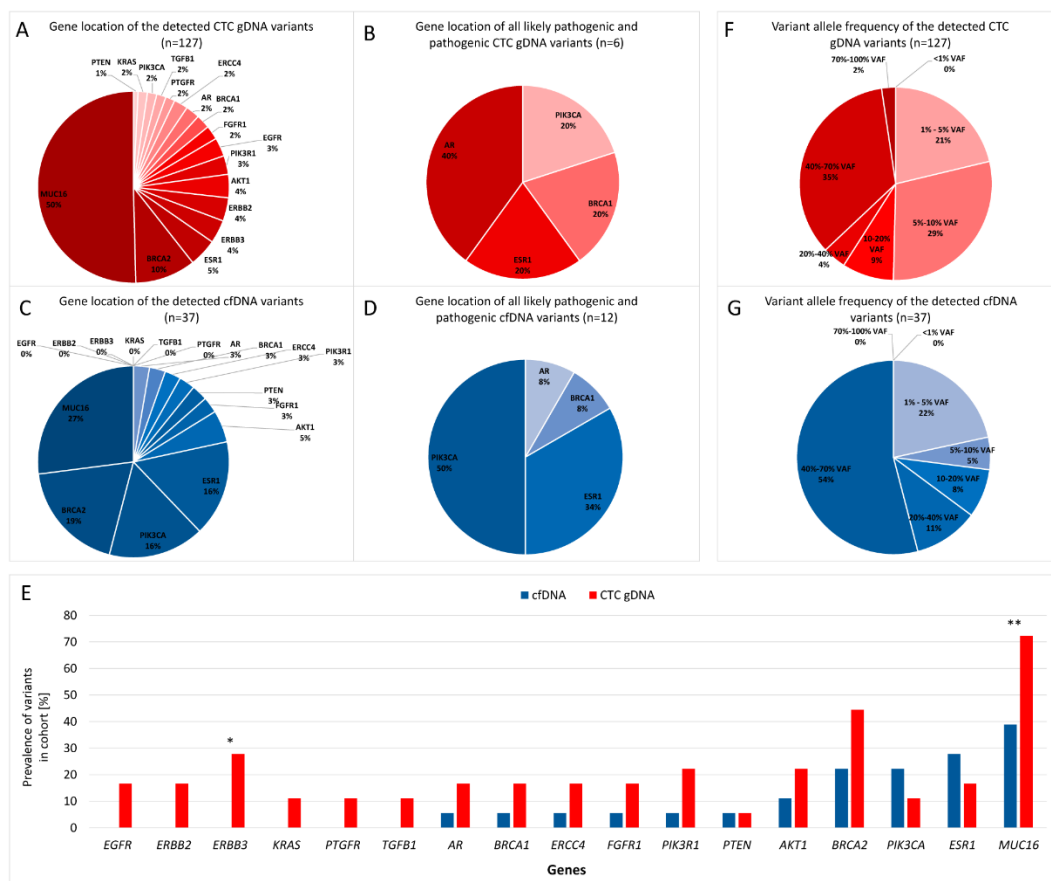 A
Gene location of the detected CTC gDNA variants
(n=127)
PTEN
1%
KRAS
2%
PIK3CA
2%
TGFB1
2%
PTGFR
2%
ERCC4
2%
AR
2%
BRCA1
2%
FGFR1
2%
EGFR
3%
PIK3R1
3%
AKT1
4%
ERBB2
4%
ERBB3
4%
ESR1
5%
BRCA2
10%
MUC16
50%
B
Gene location of all likely pathogenic and
pathogenic CTC gDNA variants (n=6)
PIK3CA
20%
BRCA1
20%
ESR1
20%
AR
40%
F
Variant allele frequency of the detected CTC
gDNA variants (n=127)
70%-100% VAF
2%
<1% VAF
0%
1% - 5% VAF
21%
5%-10% VAF
29%
10-20%
VAF
9%
20%-40% VAF
4%
40%-70% VAF
35%
C
Gene location of the detected cfDNA variants
(n=37)
EGFR
0%
ERBB2
0%
ERBB3
0%
KRAS
0%
TGFB1
0%
PTGFR
0%
AR
3%
BRCA1
3%
ERCC4
3%
PIK3R1
3%
PTEN
3%
FGFR1
3%
AKT1
5%
ESR1
16%
PIK3CA
16%
BRCA2
19%
MUC16
27%
D
Gene location of all likely pathogenic and
pathogenic cfDNA variants (n=12)
AR
8%
BRCA1
8%
ESR1
34%
PIK3CA
50%
G
Variant allele frequency of the detected cfDNA
variants (n=37)
70%-100% VAF
0%
<1% VAF
0%
1% - 5% VAF
22%
5%-10% VAF
5%
10-20% VAF
8%
20%-40% VAF
11%
40%-70% VAF
54%
E
cfDNA CTC gDNA
Prevalence of variants
in cohort [%]
80
70
60
50
40
30
20
10
0
*
**
EGFR ERBB2 ERBB3 KRAS PTGFR TGFB1 AR BRCA1 ERCC4 FGFR1 PIK3R1 PTEN AKT1 BRCA2 PIK3CA ESR1 MUC16
Genes